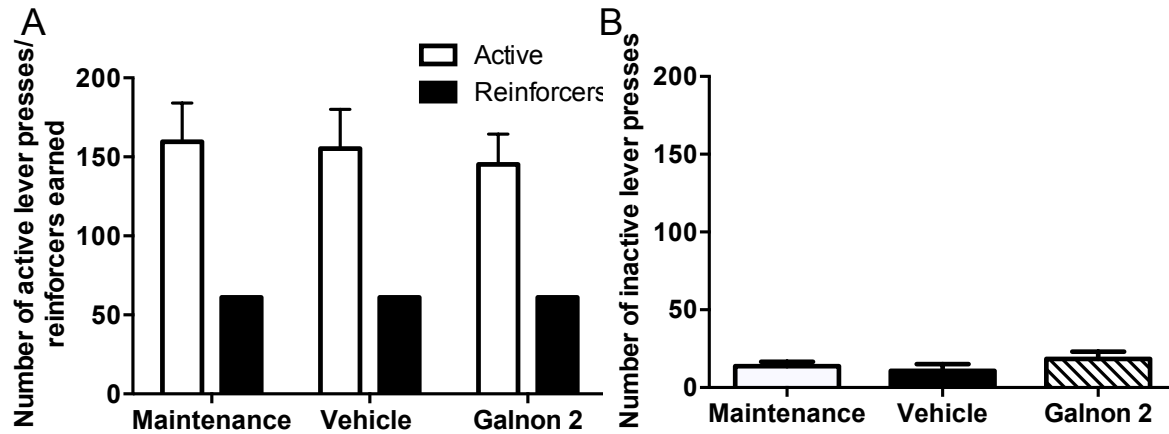 A
Number of active lever presses/
reinforcers earned
200
150
100
50
0
Active
Reinforcers
Maintenance
Vehicle
Galnon 2
B
Number of inactive lever presses
200
150
100
50
0
Maintenance
Vehicle
Galnon 2